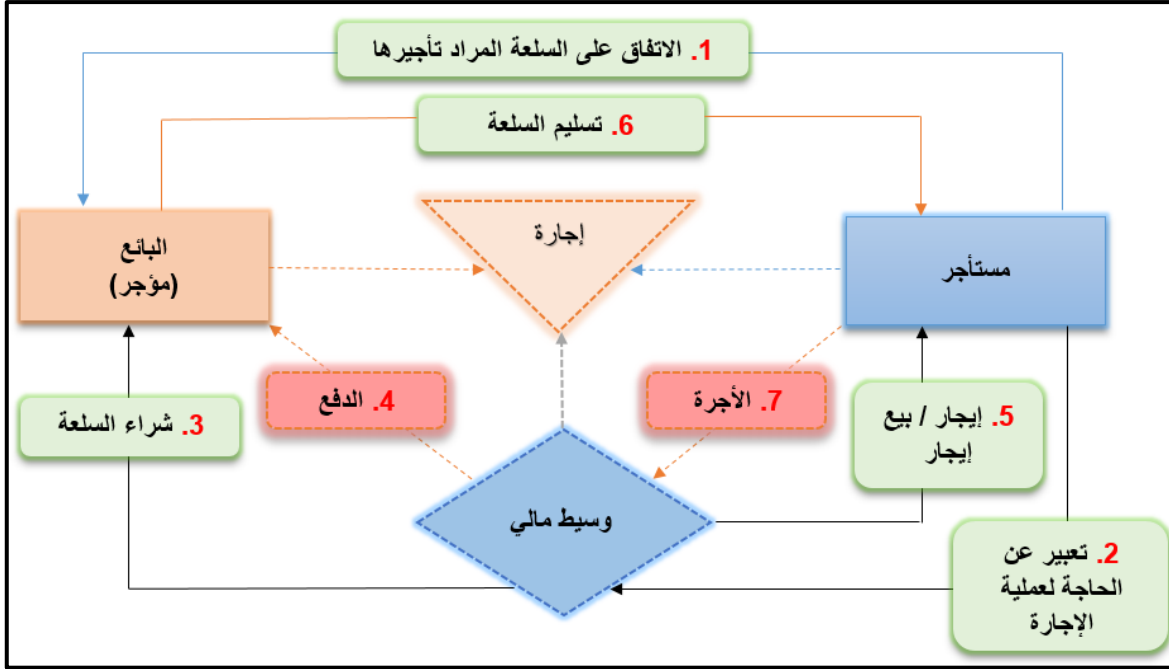 1. الاتفاق على السلعة المراد تأجيرها
6. تسليم السلعة
إجارة
مستأجر
البائع
(مؤجر)
7. الأجرة
4. الدفع
5. إيجار / بيع
إيجار
3. شراء السلعة
وسيط مالي
2. تعبير عن
الحاجة لعملية
الإجارة